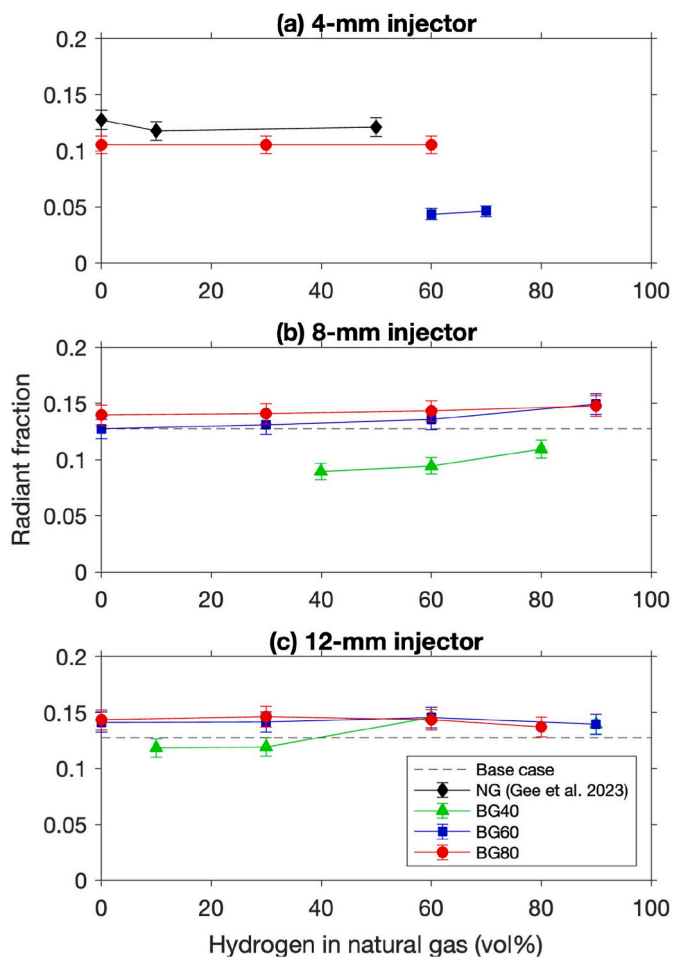 (a) 4-mm injector
0.2
0.15
0.1
0.05
0
0 20 40 60 80 100
(b) 8-mm injector
0.2
0.15
0.1
0.05
0
0 20 40 60 80 100
Radiant fraction
(c) 12-mm injector
0.2
0.15
0.1
0.05
0
Base case
NG (Gee et al. 2023)
BG40
BG60
BG80
0 20 40 60 80 100
Hydrogen in natural gas (vol%)